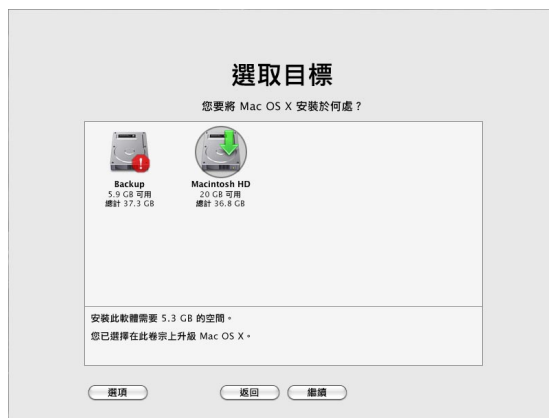 選取目標
您要將 Mac OS X 安裝於何處？
Backup
5.9 GB 可用
總計 37.3 GB
Macintosh HD
20 GB 可用
總計 36.8 GB
安裝此軟體需要 5.3 GB 的空間。
您已選擇在此卷宗上升級 Mac OS X。
選項
返回
繼續